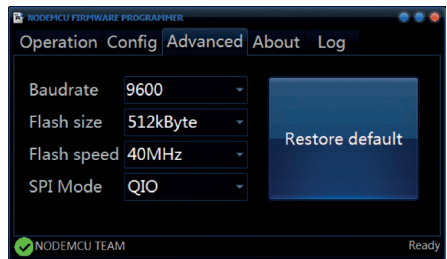 NODEMCU FIRMWARE PROGRAMMER
Operation Config Advanced About Log
Baudrate 9600
Flash size 512kByte
Flash speed 40MHz
SPI Mode QIO
Restore default
NODEMCU TEAM Ready